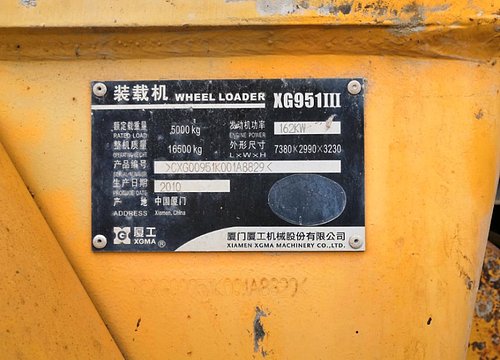 装载机 WHEEL LOADER XG951III
额定载重量 5000 kg 发动机功率 162KW
RATED LOAD ENGINE POWER
整机质量 16500 kg 外形尺寸 7380×2990×3230
OPERATING WEIGHT L×W×H
产品编号 >CXG00951K001A8829<
SERIAL NUMBER
生产日期 2010
PRODUCED DATE
产 地 中国厦门
ADDRESS Xiamen, China
厦工 XGMA ®
厦门厦工机械股份有限公司
XIAMEN XGMA MACHINERY CO.,LTD.